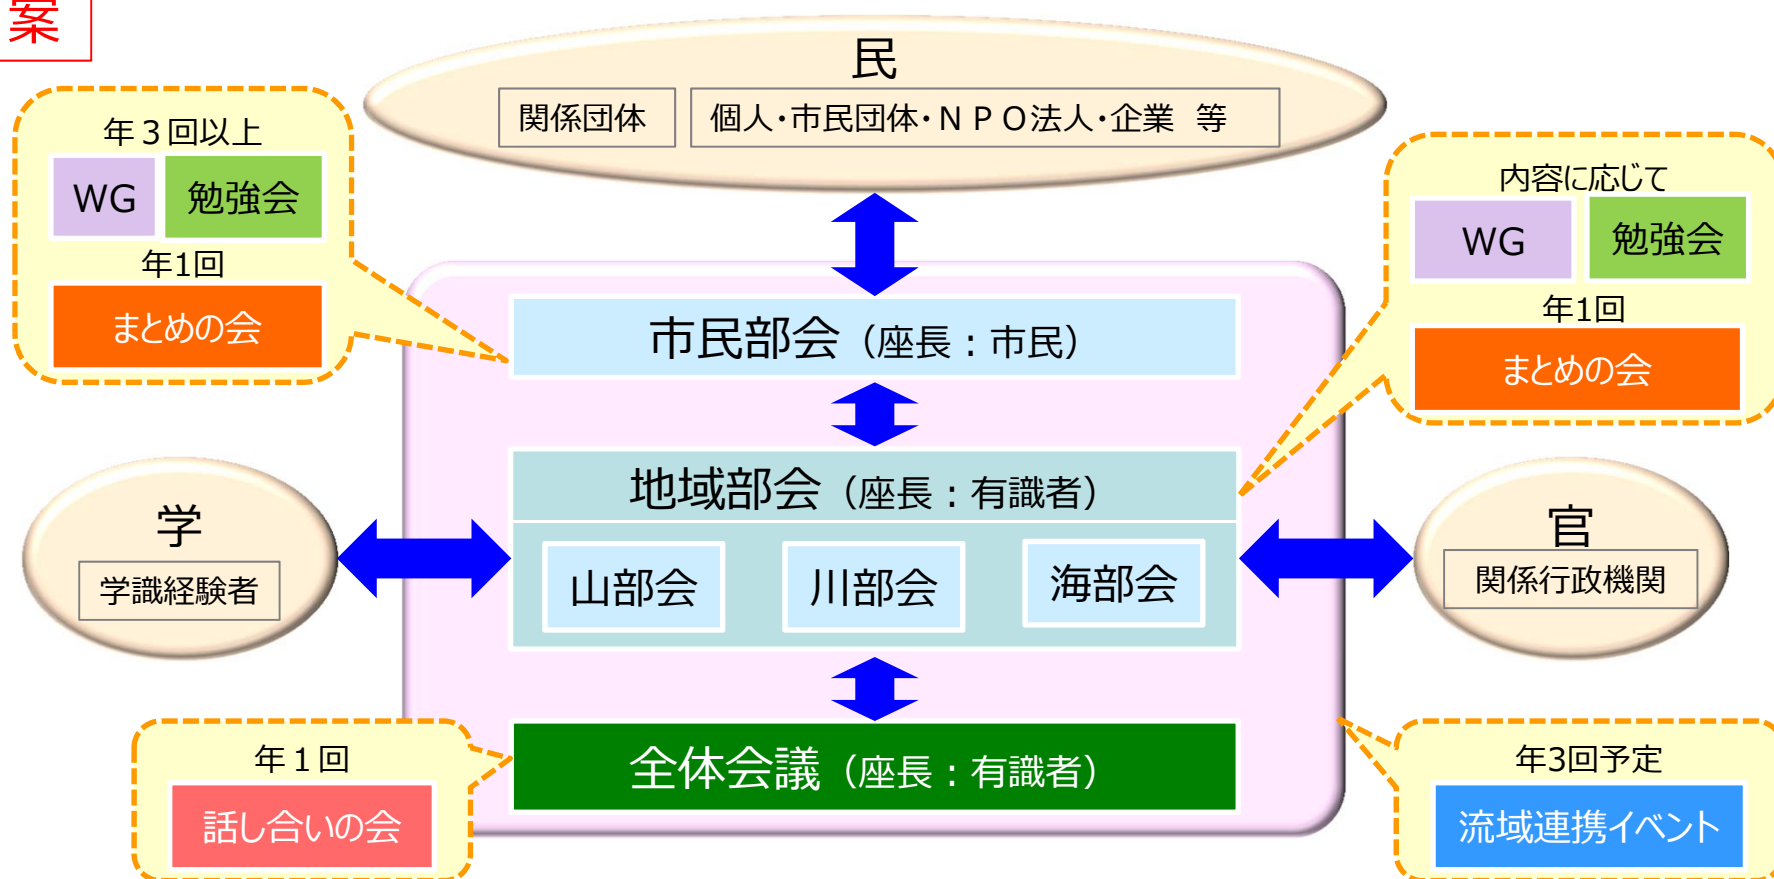 案
民
関係団体
個人・市民団体・ＮＰＯ法人・企業 等
年３回以上
WG
勉強会
年1回
まとめの会
内容に応じて
WG
勉強会
年1回
まとめの会
市民部会（座長：市民）
地域部会（座長：有識者）
山部会
川部会
海部会
学
学識経験者
官
関係行政機関
全体会議（座長：有識者）
年１回
話し合いの会
年3回予定
流域連携イベント